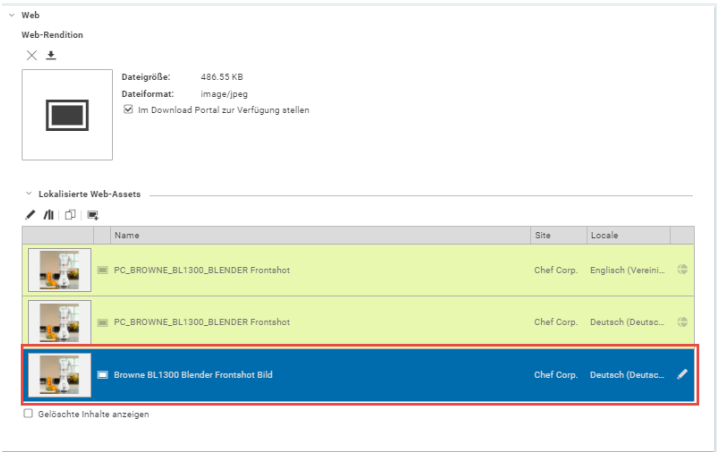 Web
Web-Rendition
Dateigröße: 486.55 KB
Dateiformat: image/jpeg
Im Download Portal zur Verfügung stellen
Lokalisierte Web-Assets
Name Site Locale
PC_BROWNE_BL1300_BLENDER Frontshot Chef Corp. Englisch (Vereini...
PC_BROWNE_BL1300_BLENDER Frontshot Chef Corp. Deutsch (Deutsc...
Browne BL1300 Blender Frontshot Bild Chef Corp. Deutsch (Deutsc...
Gelöschte Inhalte anzeigen